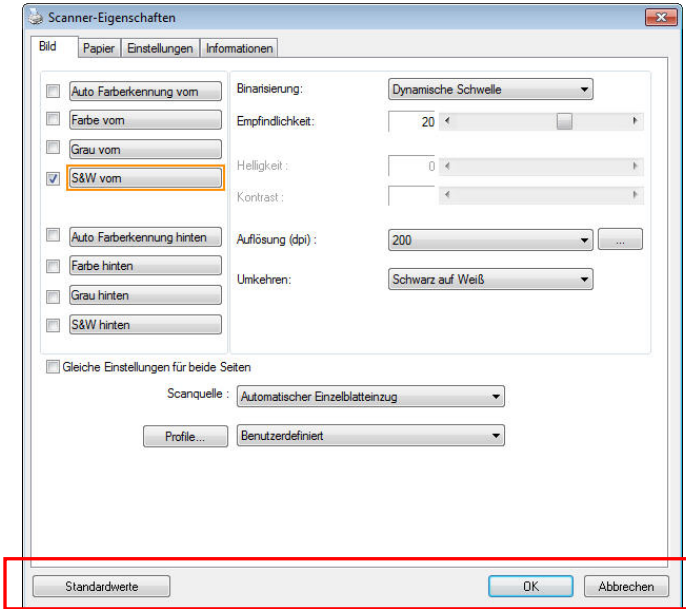 Scanner-Eigenschaften
Bild Papier Einstellungen Informationen
Auto Farberkennung vorn
Farbe vorn
Grau vorn
S&W vorn
Auto Farberkennung hinten
Farbe hinten
Grau hinten
S&W hinten
Binarisierung: Dynamische Schwelle
Empfindlichkeit: 20
Helligkeit : 0
Kontrast :
Auflösung (dpi) : 200 ...
Umkehren: Schwarz auf Weiß
Gleiche Einstellungen für beide Seiten
Scanquelle : Automatischer Einzelblatteinzug
Profile... Benutzerdefiniert
Standardwerte OK Abbrechen